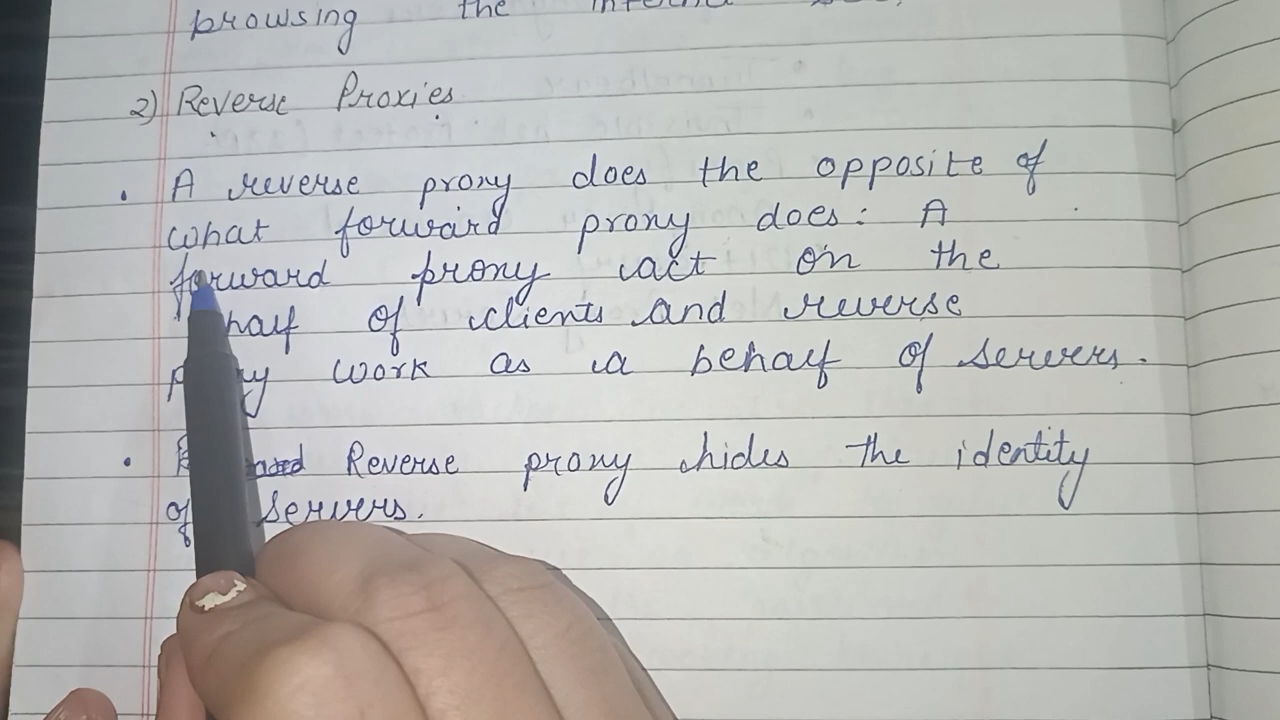 browsing the
2) Reverse Proxies
• A reverse proxy does the opposite of
what forward proxy does: A
forward proxy act on the
half of clients and reverse
work as a behalf of servers.
• Reverse proxy hides the identity
of servers.